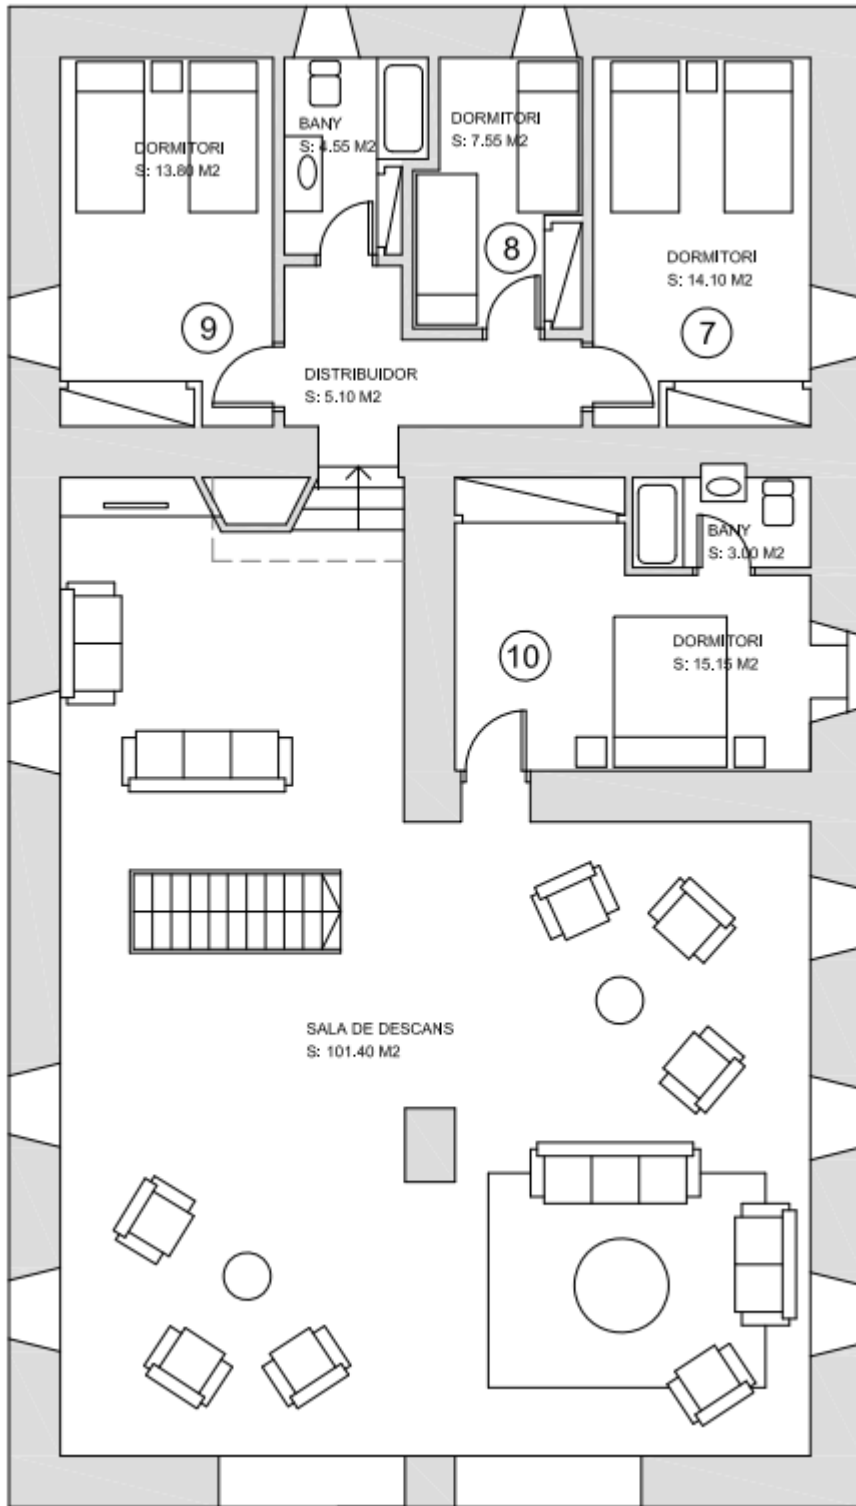 DORMITORI
S: 13.80 M2
BANY
S: 4.55 M2
DORMITORI
S: 7.55 M2
DORMITORI
S: 14.10 M2
8
9
7
DISTRIBUIDOR
S: 5.10 M2
BANY
S: 3.00 M2
10
DORMITORI
S: 15.15 M2
SALA DE DESCANS
S: 101.40 M2